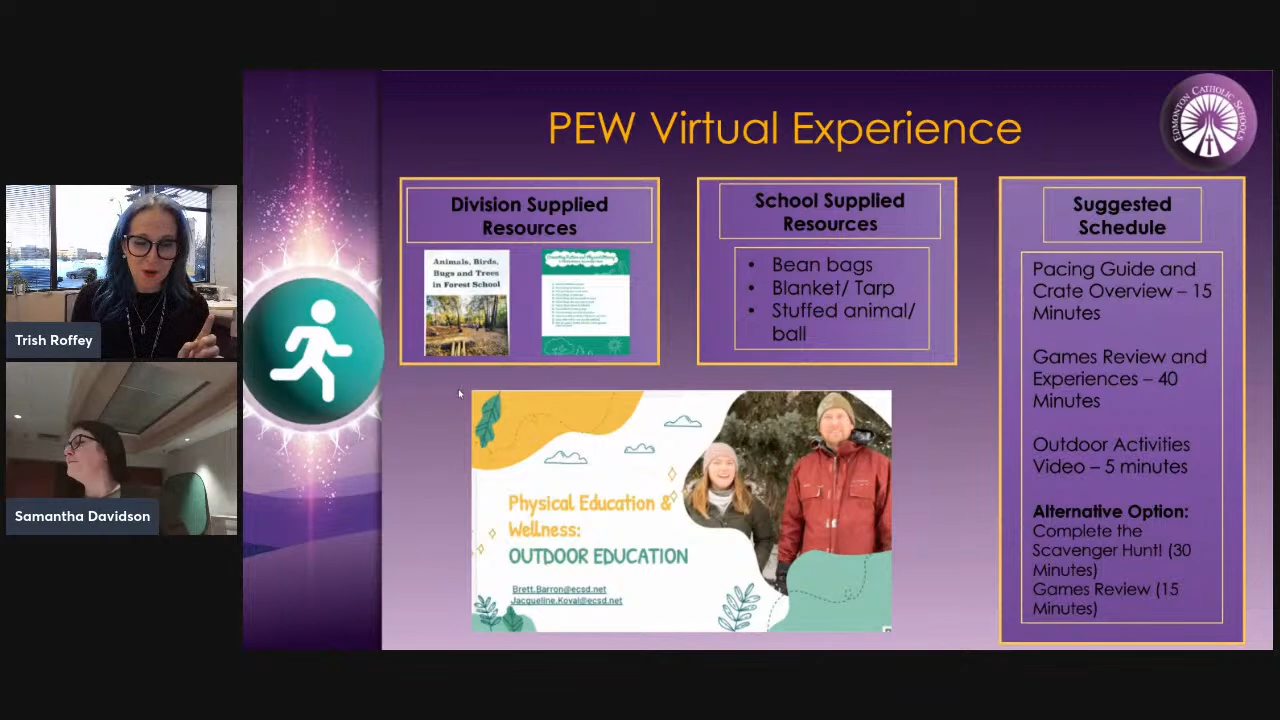 PEW Virtual Experience
EDMONTON CATHOLIC SCHOOLS
Division Supplied
Resources
Animals, Birds,
Bugs and Trees
in Forest School
School Supplied
Resources
• Bean bags
• Blanket/ Tarp
• Stuffed animal/
ball
Suggested
Schedule
Pacing Guide and
Crate Overview – 15
Minutes
Games Review and
Experiences – 40
Minutes
Outdoor Activities
Video – 5 minutes
Alternative Option:
Complete the
Scavenger Hunt! (30
Minutes)
Games Review (15
Minutes)
Physical Education &
Wellness:
OUTDOOR EDUCATION
Brett.Barron@ecsd.net
Jacqueline.Koval@ecsd.net
Trish Roffey
Samantha Davidson